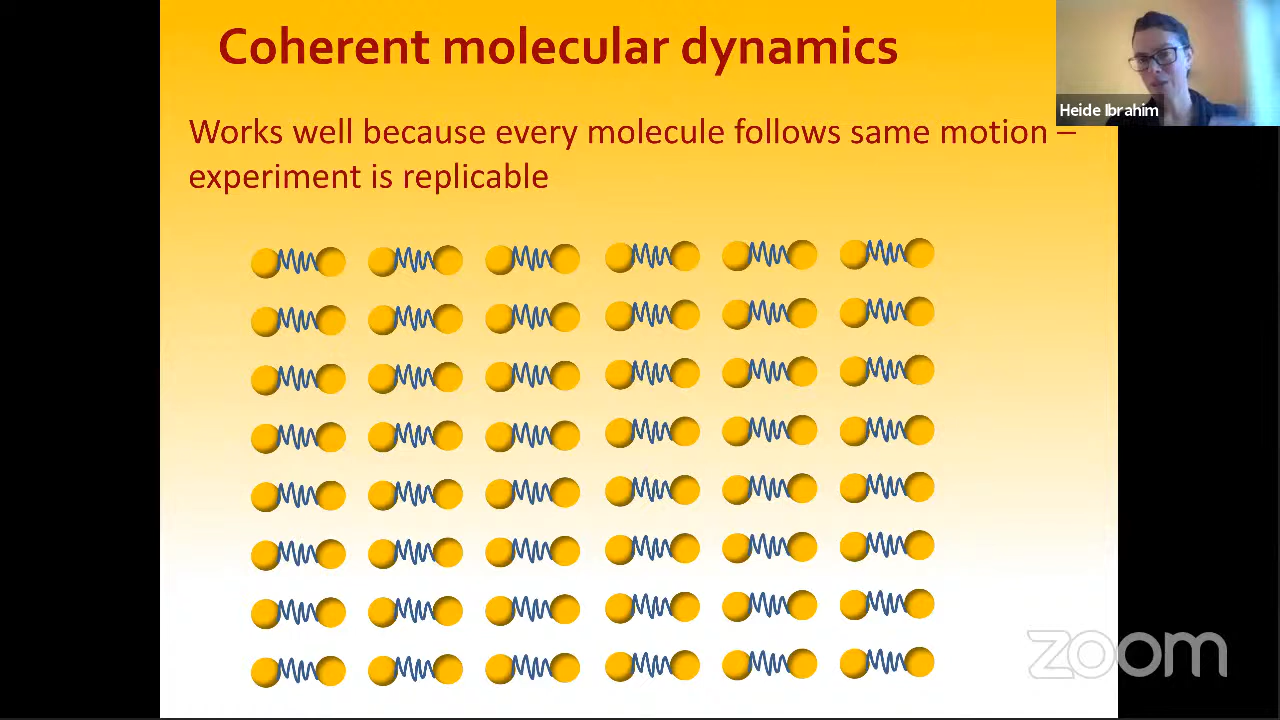 Coherent molecular dynamics
Heide Ibrahim
Works well because every molecule follows same motion –
experiment is replicable
zoom